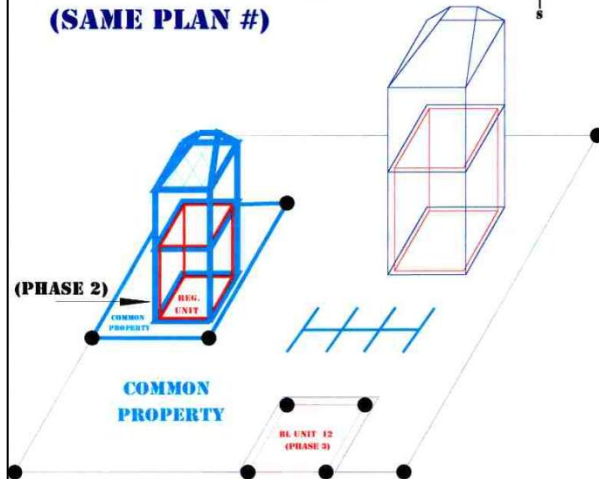 (SAME PLAN #)
S
(PHASE 2)
REG.
UNIT
COMMON
PROPERTY
COMMON
PROPERTY
BL UNIT 12
(PHASE 3)